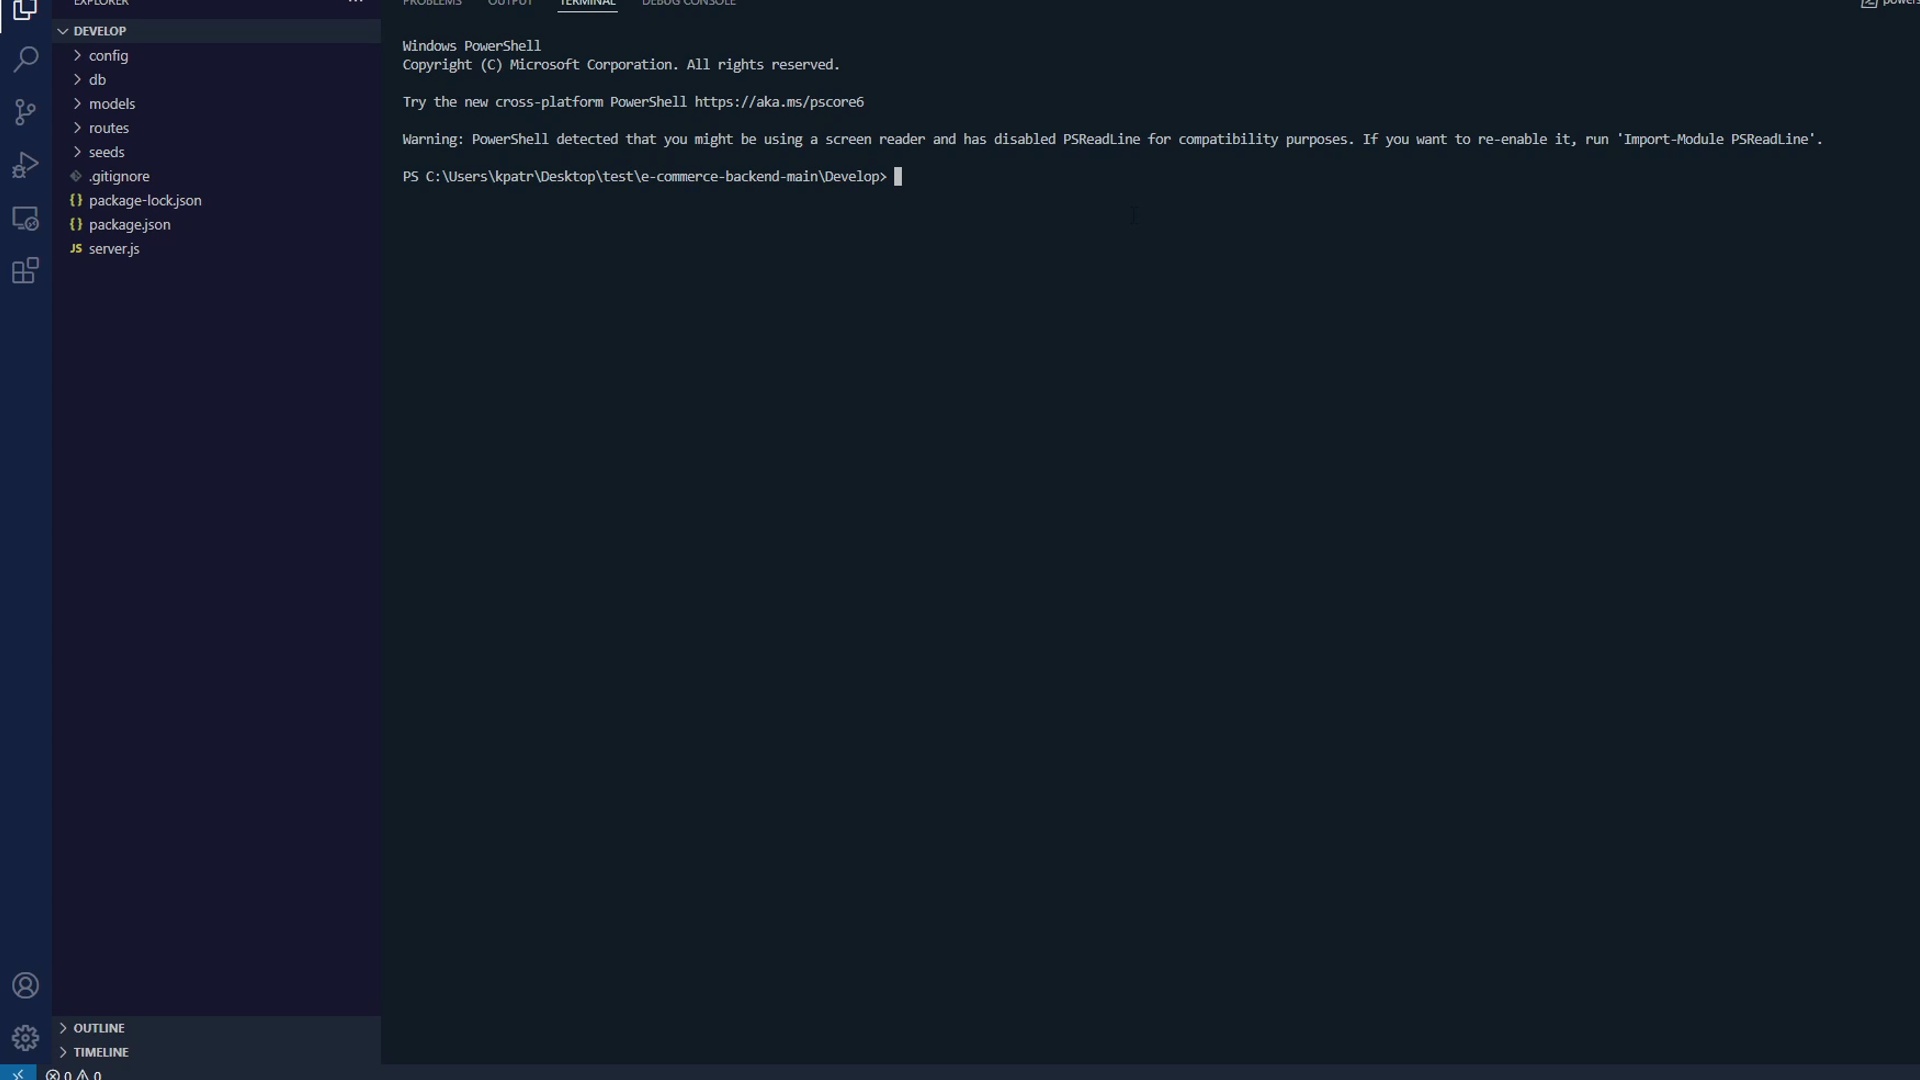 EXPLORER
PROBLEMS OUTPUT TERMINAL DEBUG CONSOLE
DEVELOP
config
db
models
routes
seeds
.gitignore
{} package-lock.json
{} package.json
JS server.js
OUTLINE
TIMELINE
Windows PowerShell
Copyright (C) Microsoft Corporation. All rights reserved.
Try the new cross-platform PowerShell https://aka.ms/pscore6
Warning: PowerShell detected that you might be using a screen reader and has disabled PSReadLine for compatibility purposes. If you want to re-enable it, run 'Import-Module PSReadLine'.
PS C:\Users\kpatr\Desktop\test\e-commerce-backend-main\Develop>
0 0